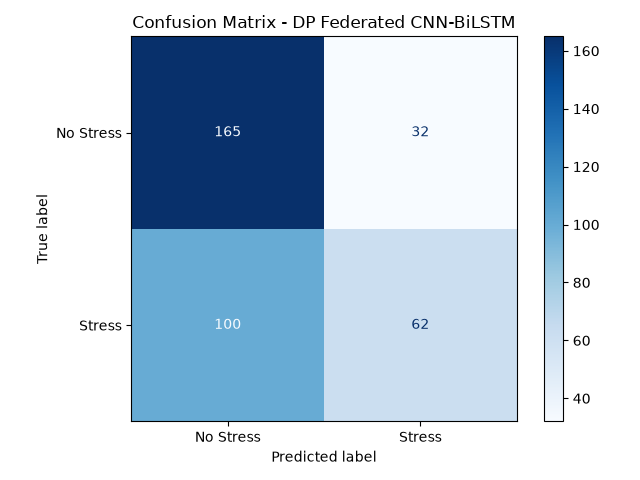 Confusion Matrix - DP Federated CNN-BiLSTM
True label
No Stress
165
32
Stress
100
62
No Stress
Stress
Predicted label
160
140
120
100
80
60
40